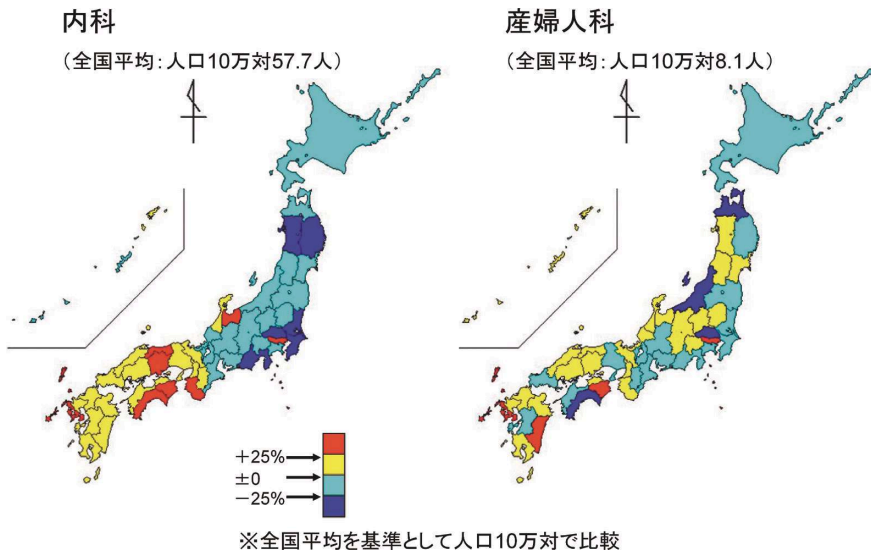 内科
(全国平均:人口10万対57.7人)
産婦人科
(全国平均:人口10万対8.1人)
+25%
±0
-25%
※全国平均を基準として人口10万対で比較